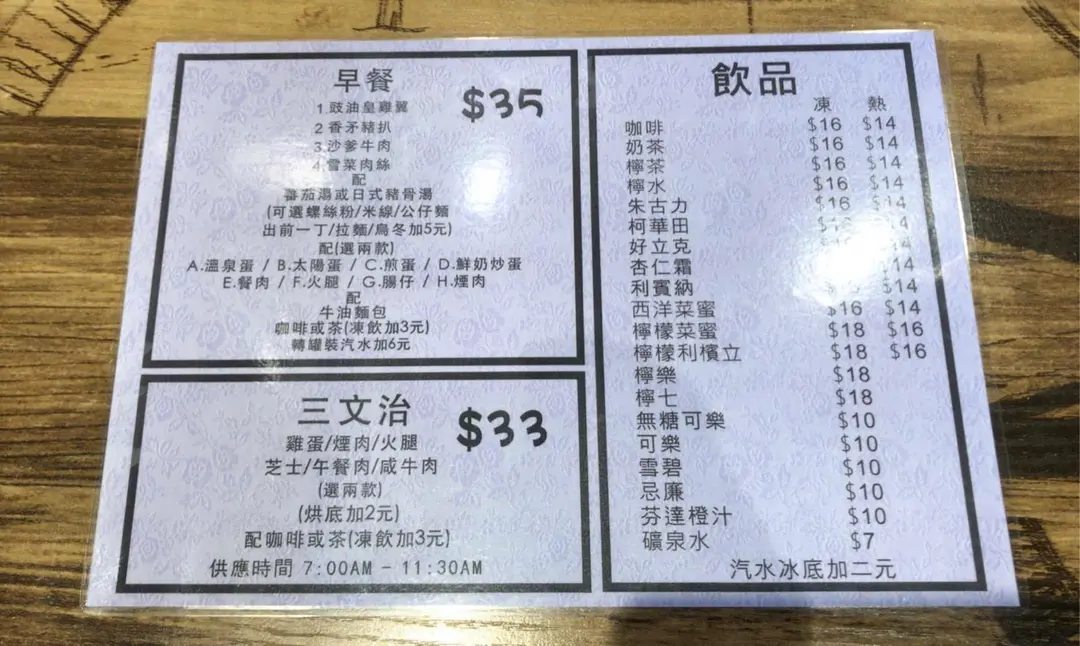 早餐
$35
1.豉油皇雞翼
2香茅豬扒
3.沙爹牛肉
4.雪菜肉絲
配
蕃茄湯或日式豬骨湯
(可選螺絲粉/米線/公仔麵
出前一丁/拉麵/烏冬加5元)
配(選兩款)
A.溫泉蛋 / B.太陽蛋 / C.煎蛋 / D.鮮奶炒蛋
E.餐肉 / F.火腿 / G.腸仔 / H.煙肉
配
牛油麵包
咖啡或茶(凍飲加3元)
轉罐裝汽水加6元
三文治
$33
雞蛋/煙肉/火腿
芝士/午餐肉/咸牛肉
(選兩款)
(烘底加2元)
配咖啡或茶(凍飲加3元)
供應時間 7:00AM - 11:30AM
飲品
凍 熱
咖啡 $16 $14
奶茶 $16 $14
檸茶 $16 $14
檸水 $16 $14
朱古力 $16 $14
柯華田 $14
好立克 $14
杏仁霜 $14
利賓納 $14
西洋菜蜜 $16 $14
檸檬菜蜜 $18 $16
檸檬利檳立 $18 $16
檸樂 $18
檸七 $18
無糖可樂 $10
可樂 $10
雪碧 $10
忌廉 $10
芬達橙汁 $10
礦泉水 $7
汽水冰底加二元